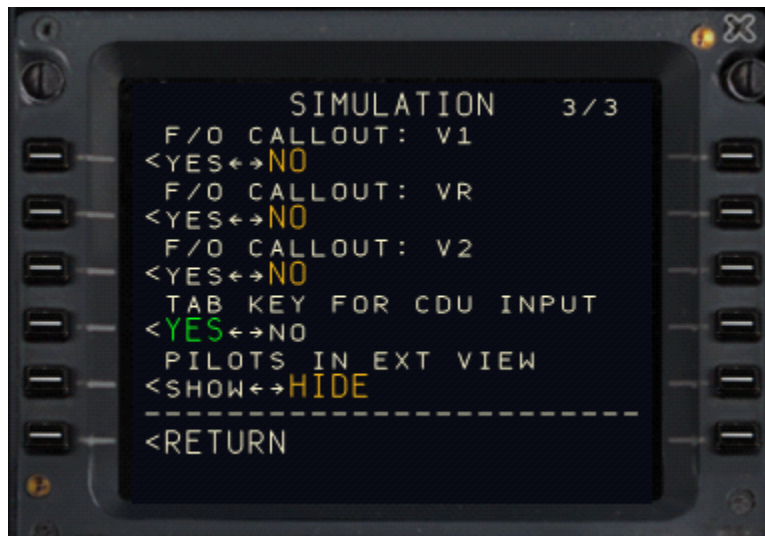 SIMULATION 3/3
F/O CALLOUT: V1
<YES←→NO
F/O CALLOUT: VR
<YES←→NO
F/O CALLOUT: V2
<YES←→NO
TAB KEY FOR CDU INPUT
<YES←→NO
PILOTS IN EXT VIEW
<SHOW←→HIDE
--------------------------
<RETURN